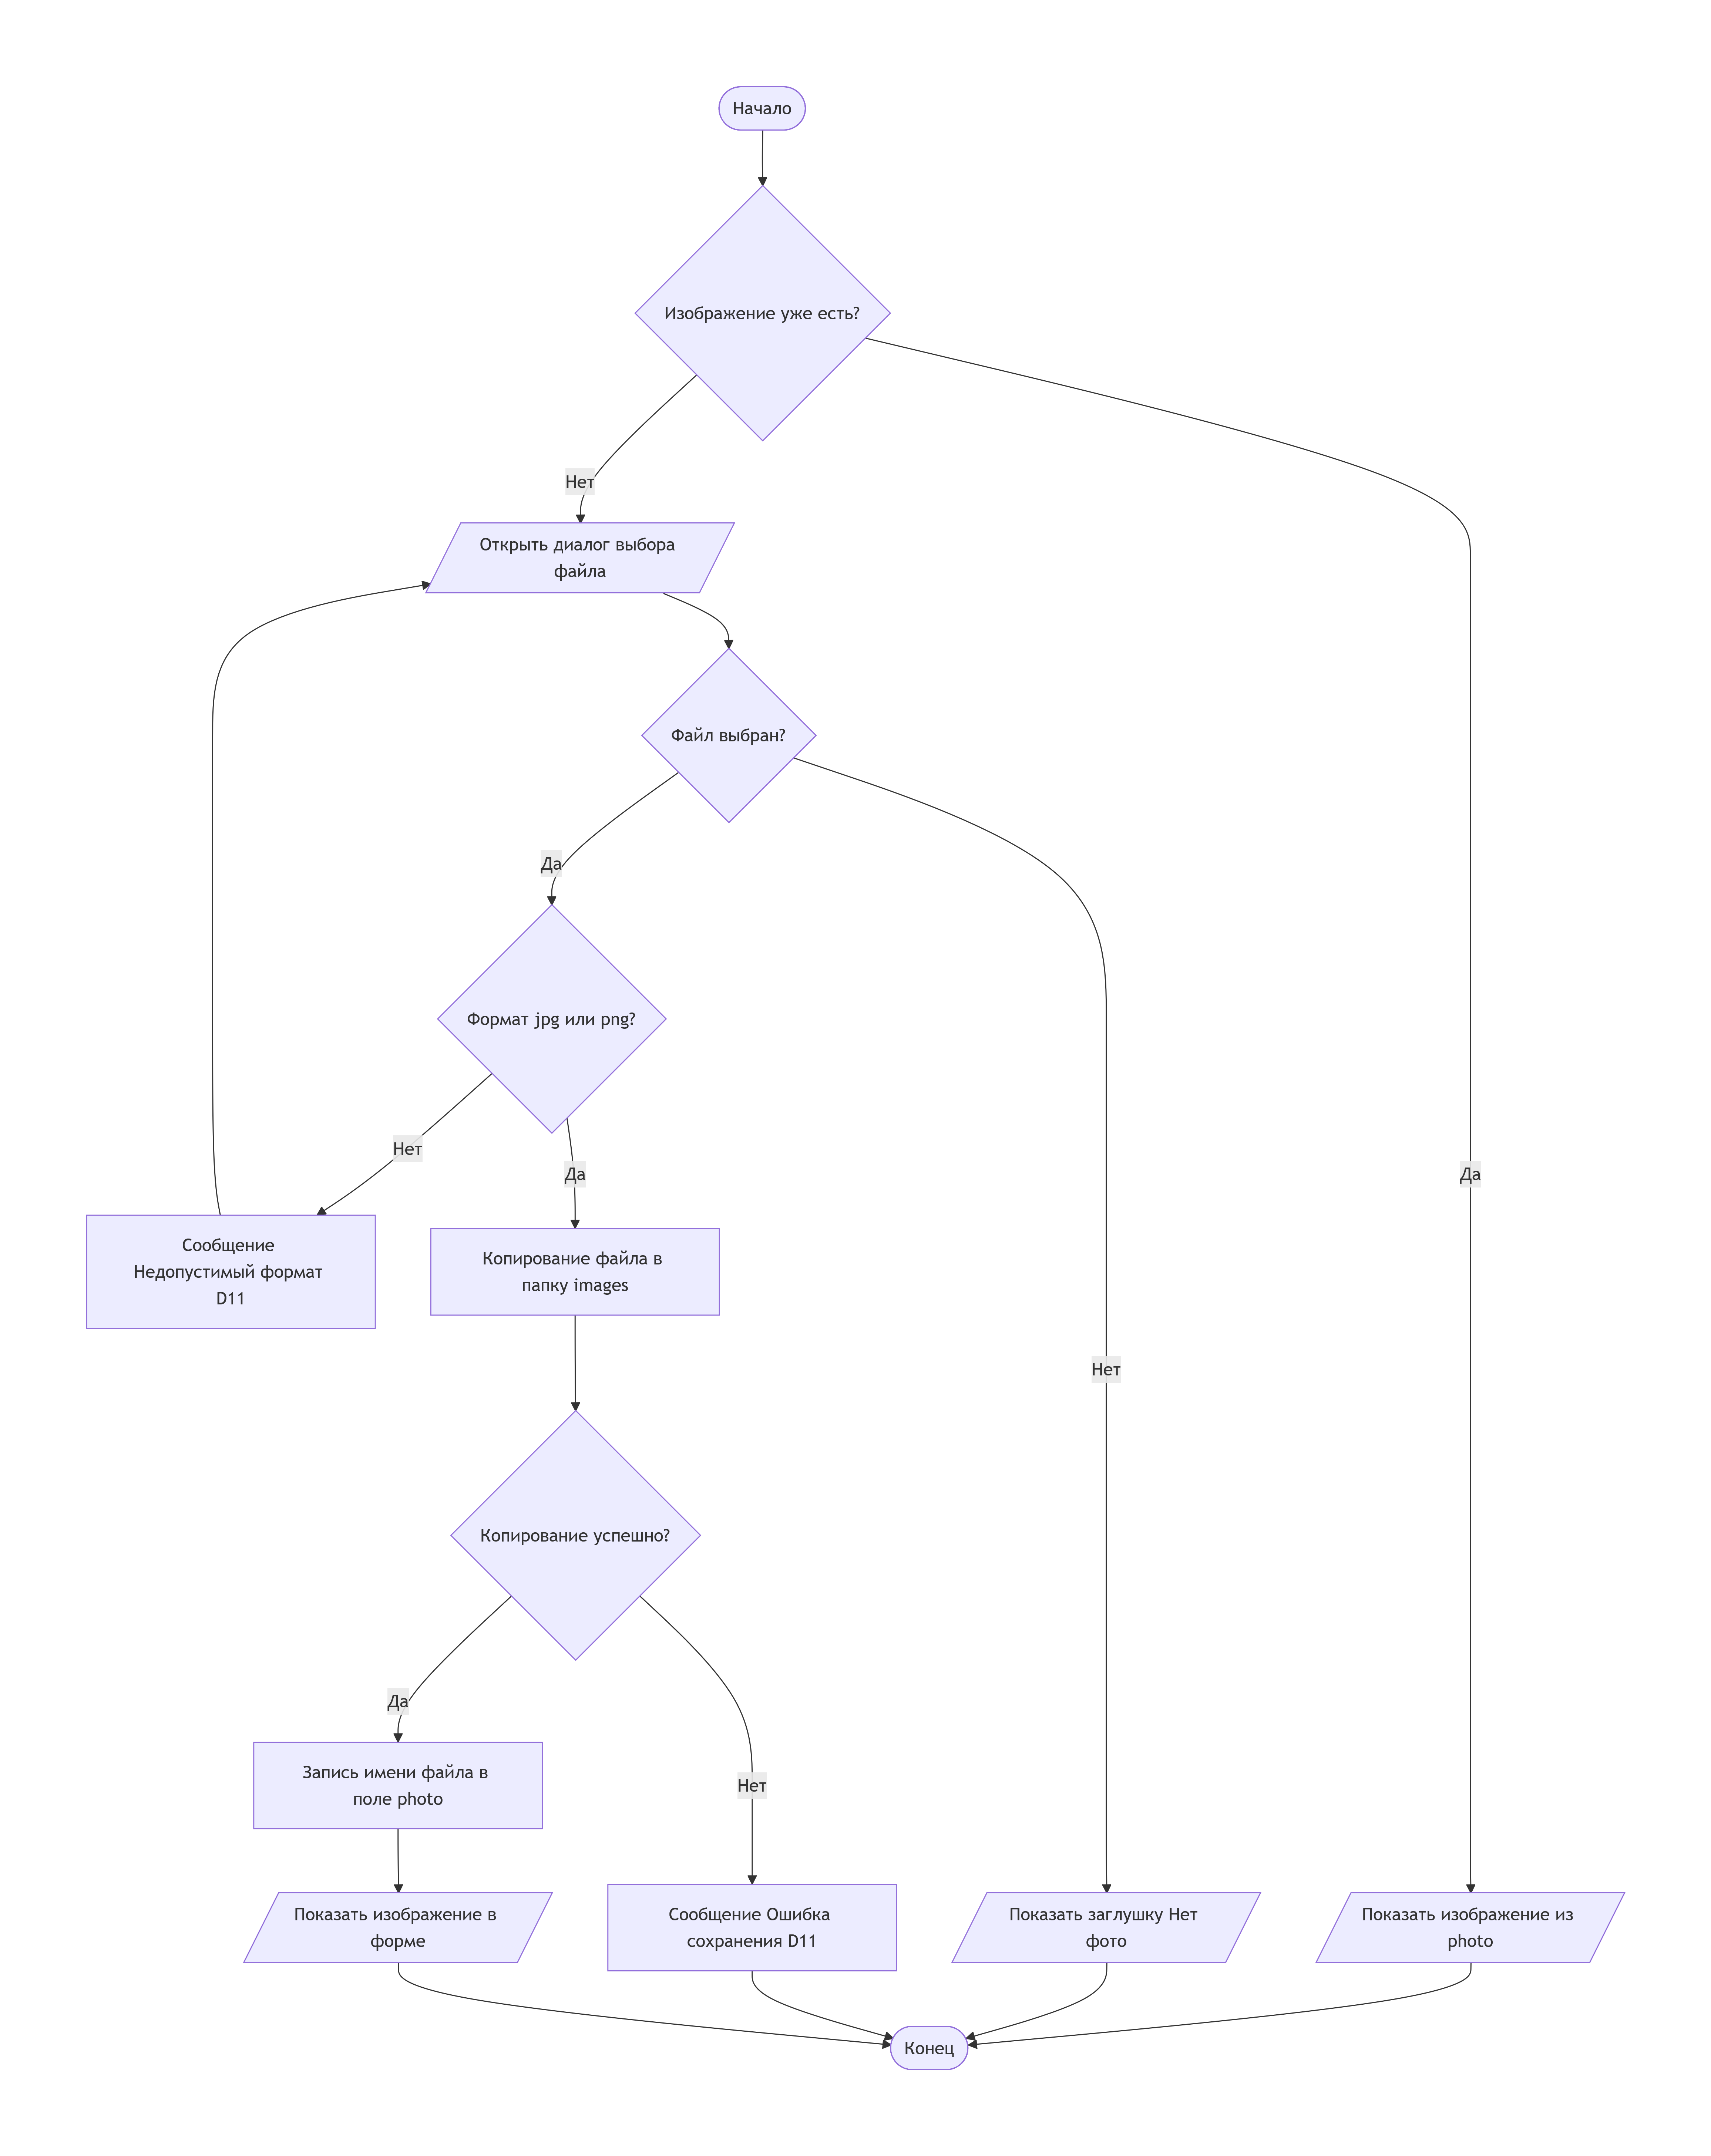 Начало
Изображение уже есть?
Нет
Открыть диалог выбора
файла
Файл выбран?
Да
Формат jpg или png?
Нет
Да
Да
Сообщение
Недопустимый формат
D11
Копирование файла в
папку images
Нет
Копирование успешно?
Да
Нет
Запись имени файла в
поле photo
Показать изображение в
форме
Сообщение Ошибка
сохранения D11
Показать заглушку Нет
фото
Показать изображение из
photo
Конец